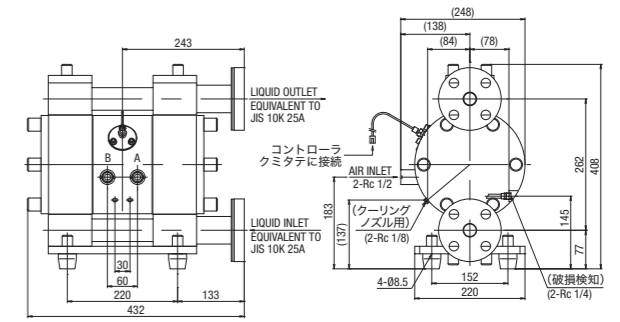 243
LIQUID OUTLET
EQUIVALENT TO
JIS 10K 25A
B
A
LIQUID INLET
EQUIVALENT TO
JIS 10K 25A
30
60
220
133
432
(248)
(138)
(84)
(78)
コントローラ
クミタテに接続
AIR INLET
2-Rc 1/2
183
(137)
(クーリング
ノズル用)
(2-Rc 1/8)
262
408
145
77
4-Ø8.5
152
220
(破損検知)
(2-Rc 1/4)